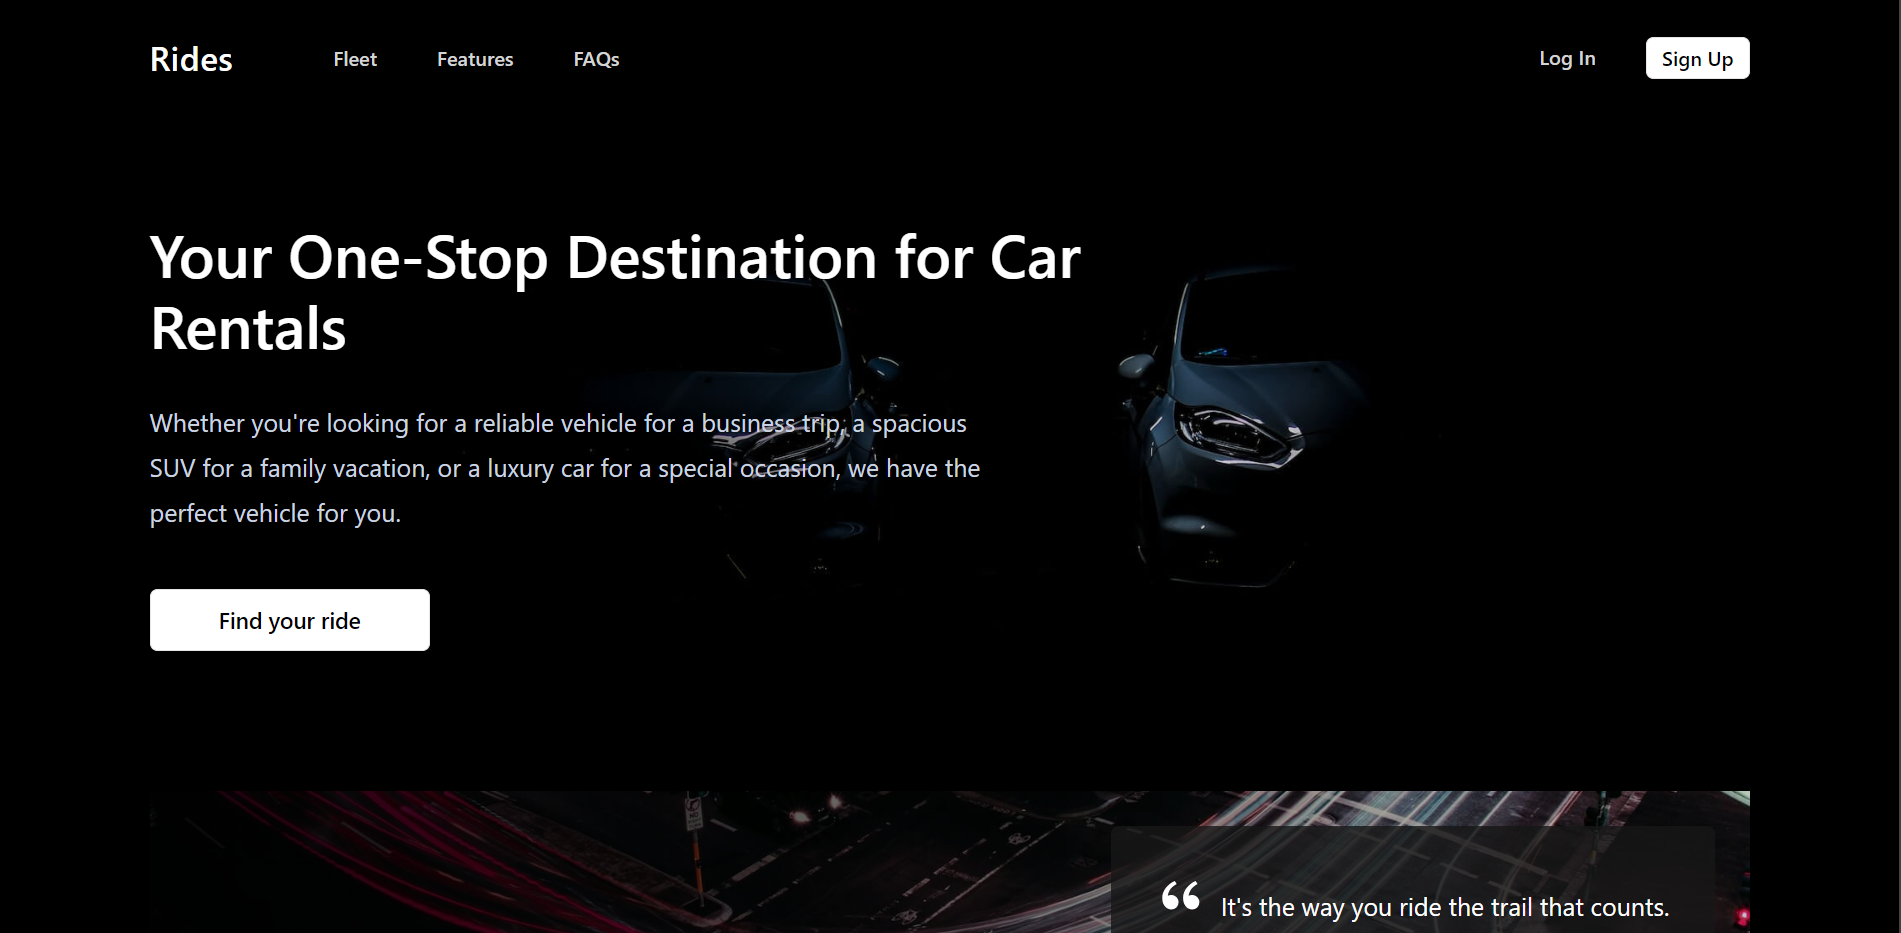 Rides
Fleet
Features
FAQs
Log In
Sign Up
Your One-Stop Destination for Car
Rentals
Whether you're looking for a reliable vehicle for a business trip, a spacious
SUV for a family vacation, or a luxury car for a special occasion, we have the
perfect vehicle for you.
Find your ride
NO
“ It's the way you ride the trail that counts.